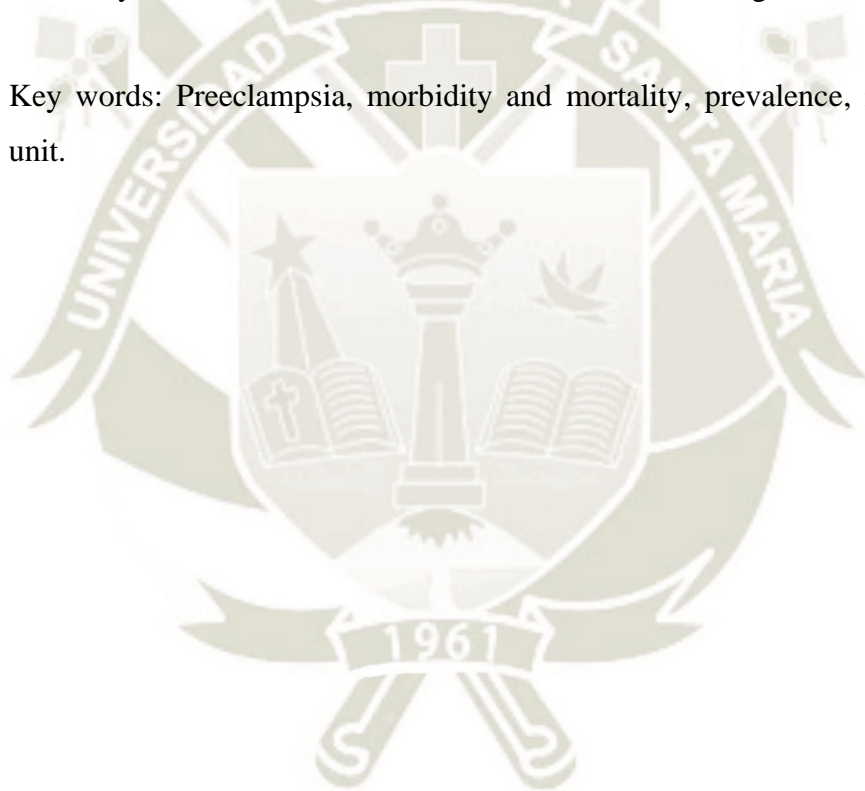 Key words: Preeclampsia, morbidity and mortality, prevalence,
unit.
UNIVERSIDAD
SANTA MARIA
1961